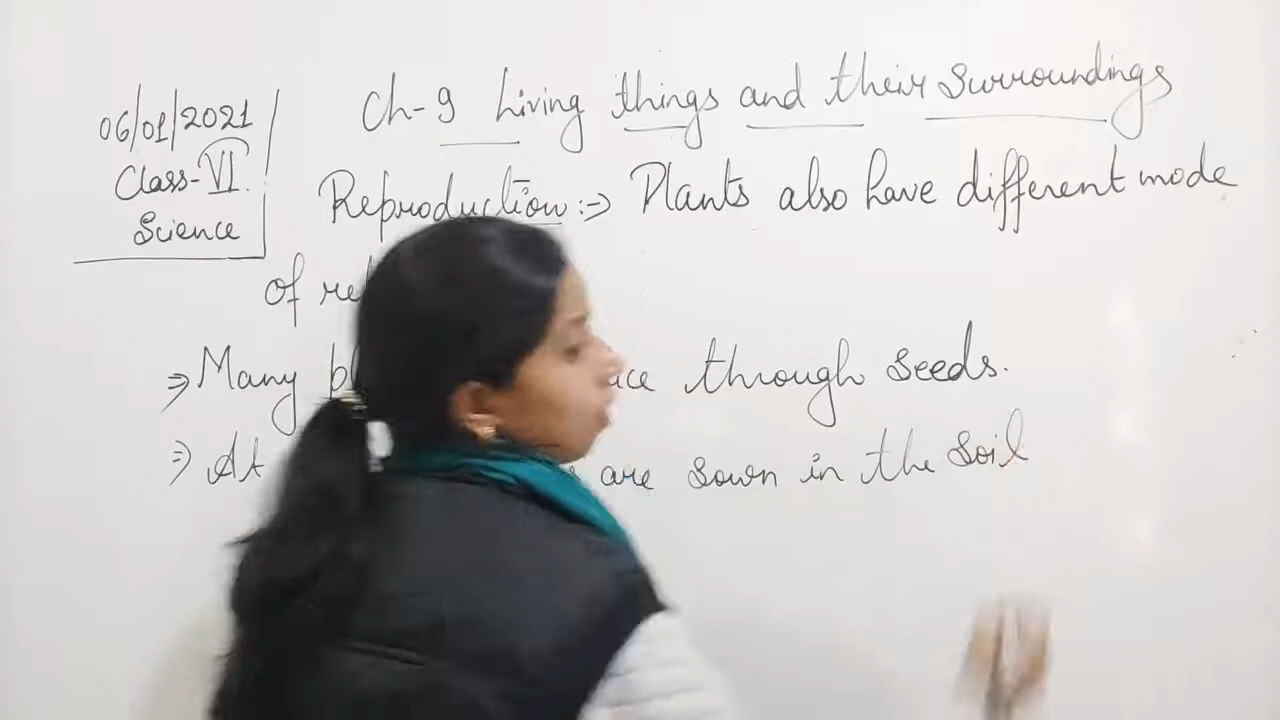 06/01/2021
Class-VI.
Science
Ch-9 Living things and their surroundings
Reproduction :-> Plants also have different mode
of
=> Many through seeds.
=> At are sown in the soil